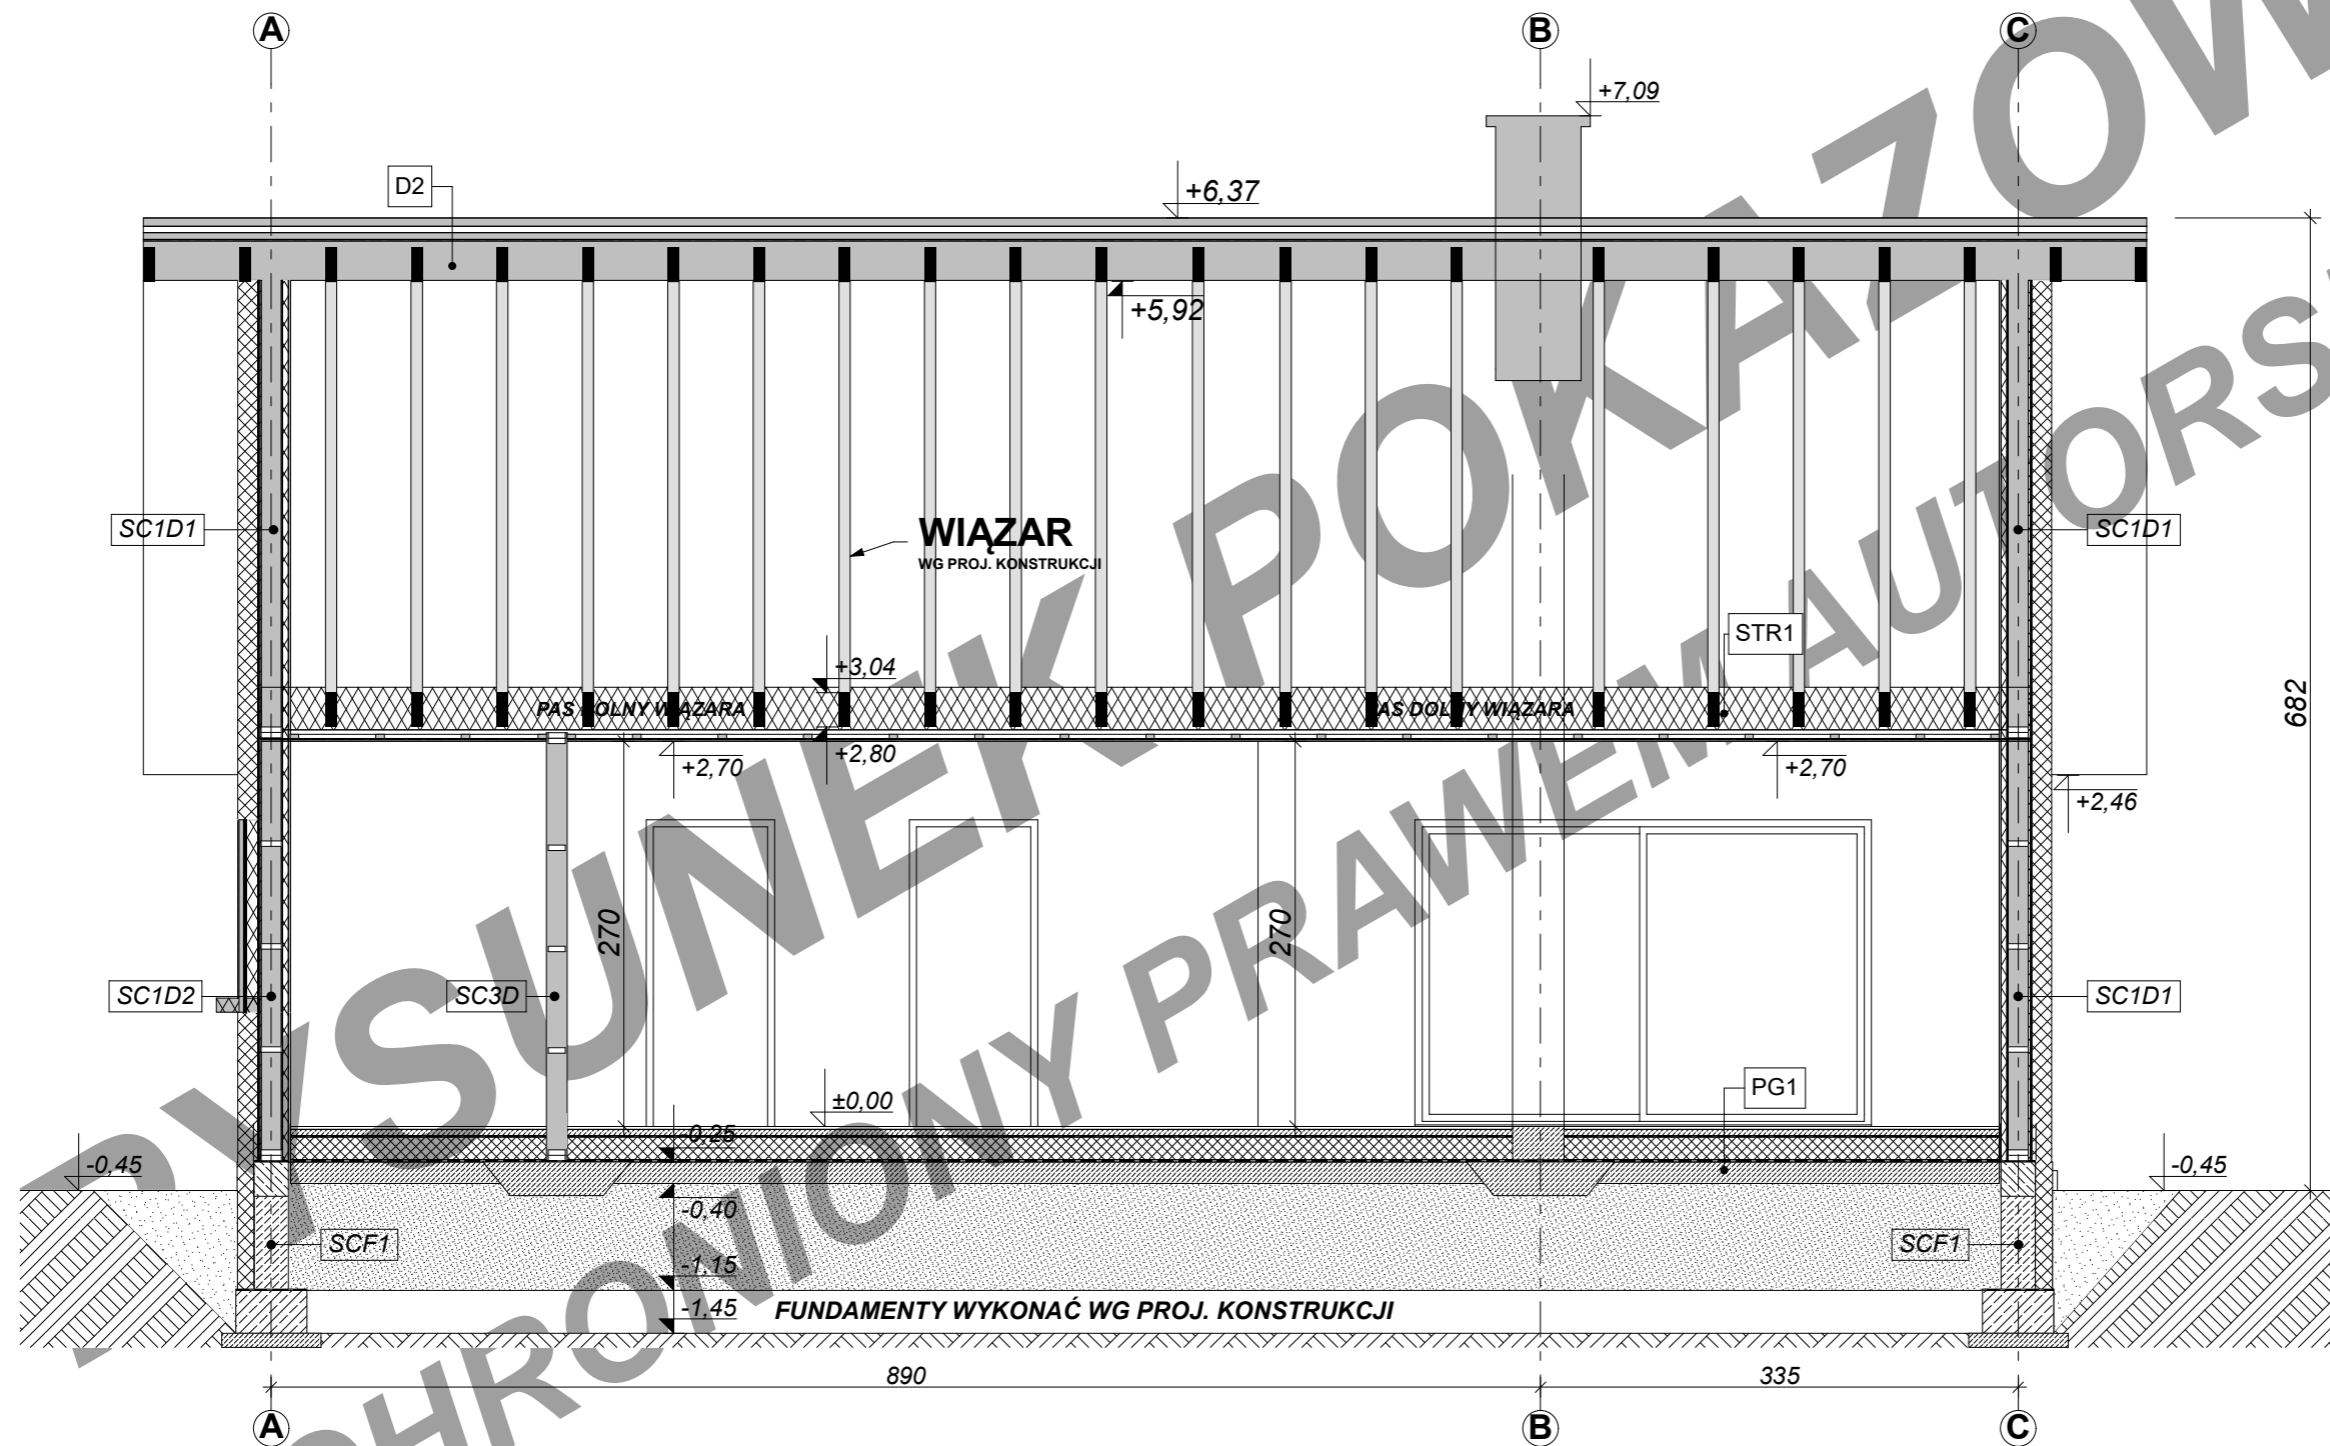 A
B
C
+7,09
D2
+6,37
+5,92
SC1D1
WIĄZAR
WG PROJ. KONSTRUKCJI
SC1D1
STR1
+3,04
PAS DOLNY WIĄZARA
PAS DOLNY WIĄZARA
682
+2,70
+2,80
+2,70
+2,46
270
270
SC1D2
SC3D
SC1D1
±0,00
PG1
-0,25
-0,45
-0,45
-0,40
SCF1
SCF1
-1,15
-1,45
FUNDAMENTY WYKONAĆ WG PROJ. KONSTRUKCJI
890
335
A
B
C
RYSUNEK POKAZOW
CHRONIONY PRAWEM AUTORS